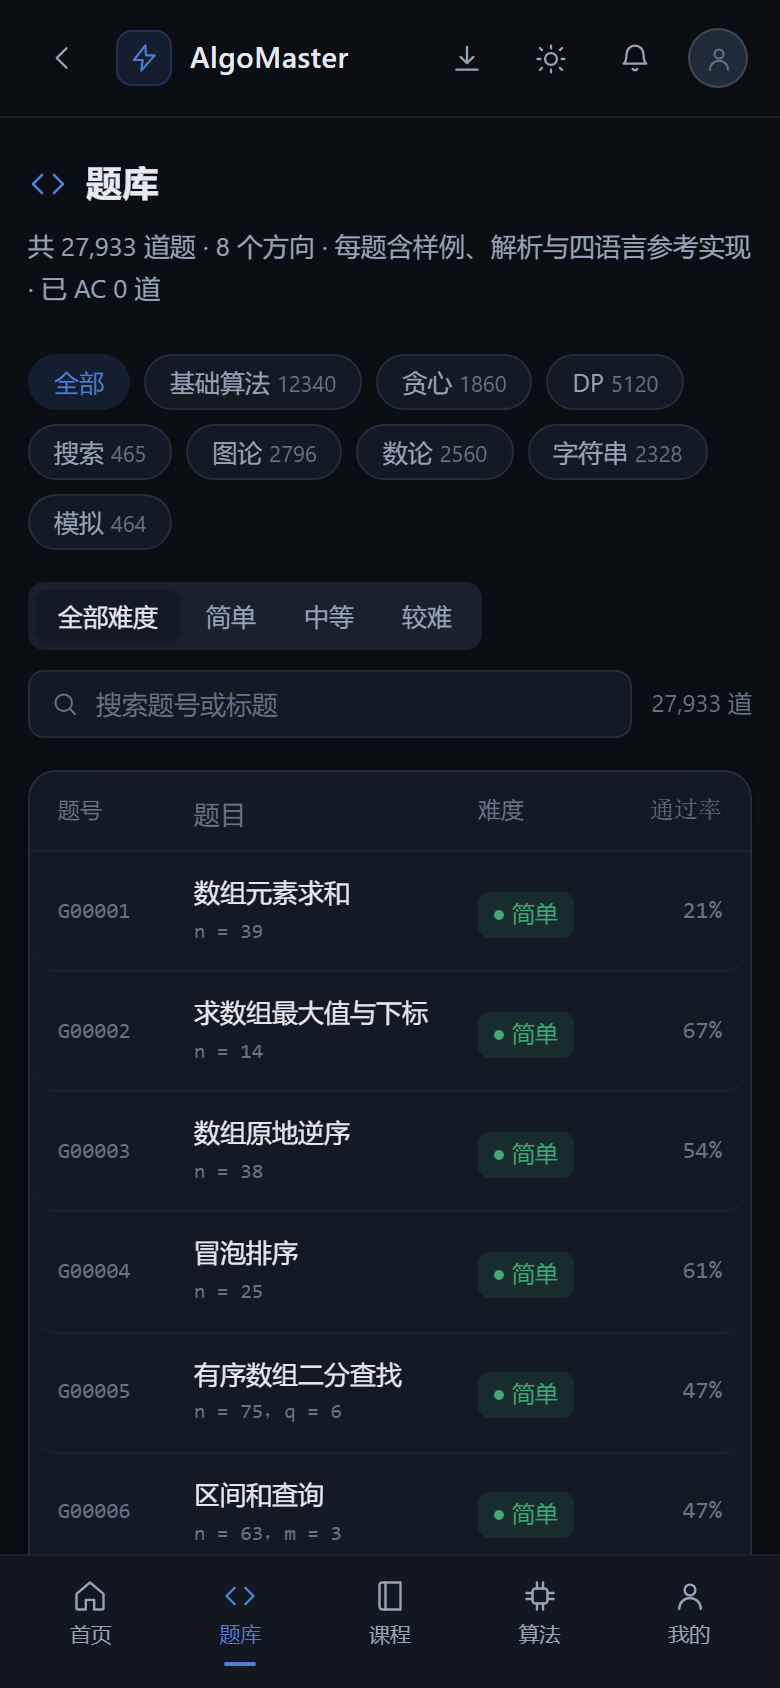 AlgoMaster
题库
共 27,933 道题 · 8 个方向 · 每题含样例、解析与四语言参考实现
· 已 AC 0 道
全部 基础算法 12340 贪心 1860 DP 5120
搜索 465 图论 2796 数论 2560 字符串 2328
模拟 464
全部难度 简单 中等 较难
搜索题号或标题 27,933 道
题号 题目 难度 通过率
G00001 数组元素求和 简单 21%
n = 39
G00002 求数组最大值与下标 简单 67%
n = 14
G00003 数组原地逆序 简单 54%
n = 38
G00004 冒泡排序 简单 61%
n = 25
G00005 有序数组二分查找 简单 47%
n = 75, q = 6
G00006 区间和查询 简单 47%
n = 63, m = 3
首页 题库 课程 算法 我的